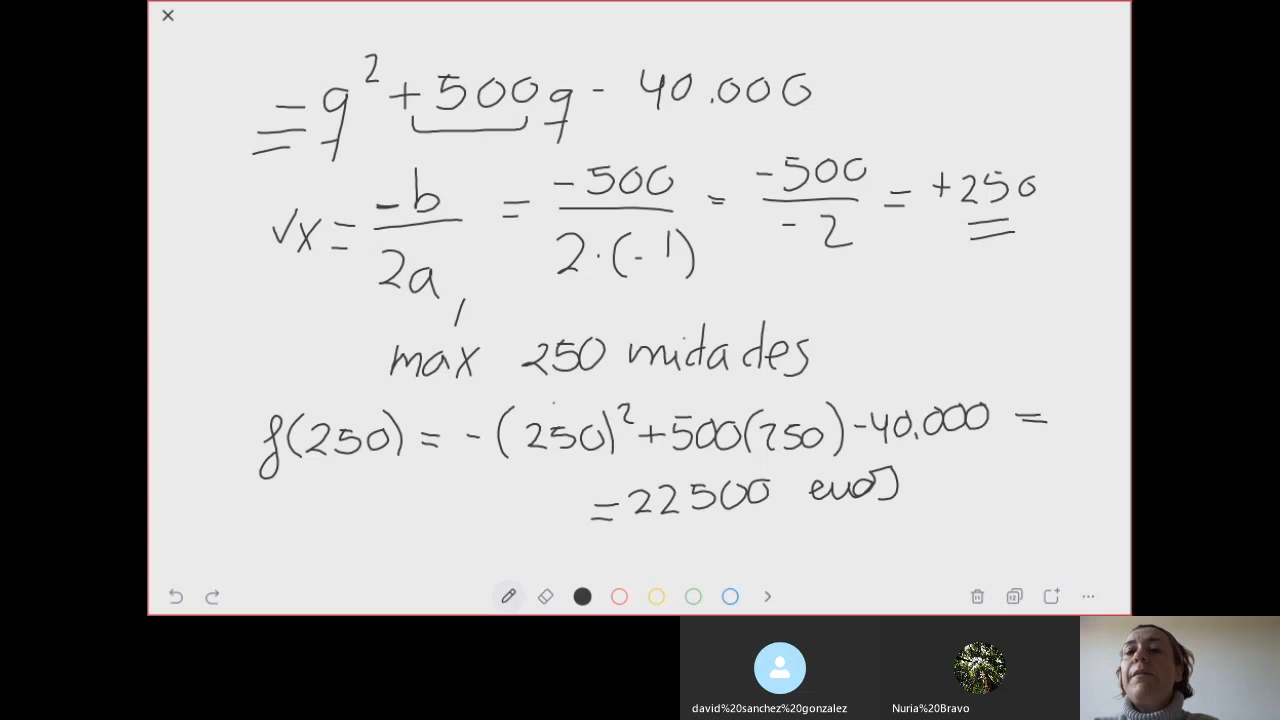 = q² + 500q - 40.000
Vx = -b / 2a = -500 / 2·(-1) = -500 / -2 = +250
max 250 unidades
f(250) = -(250)² + 500(250) - 40.000 =
= 22500 euros
david%20sanchez%20gonzalez
Nuria%20Bravo